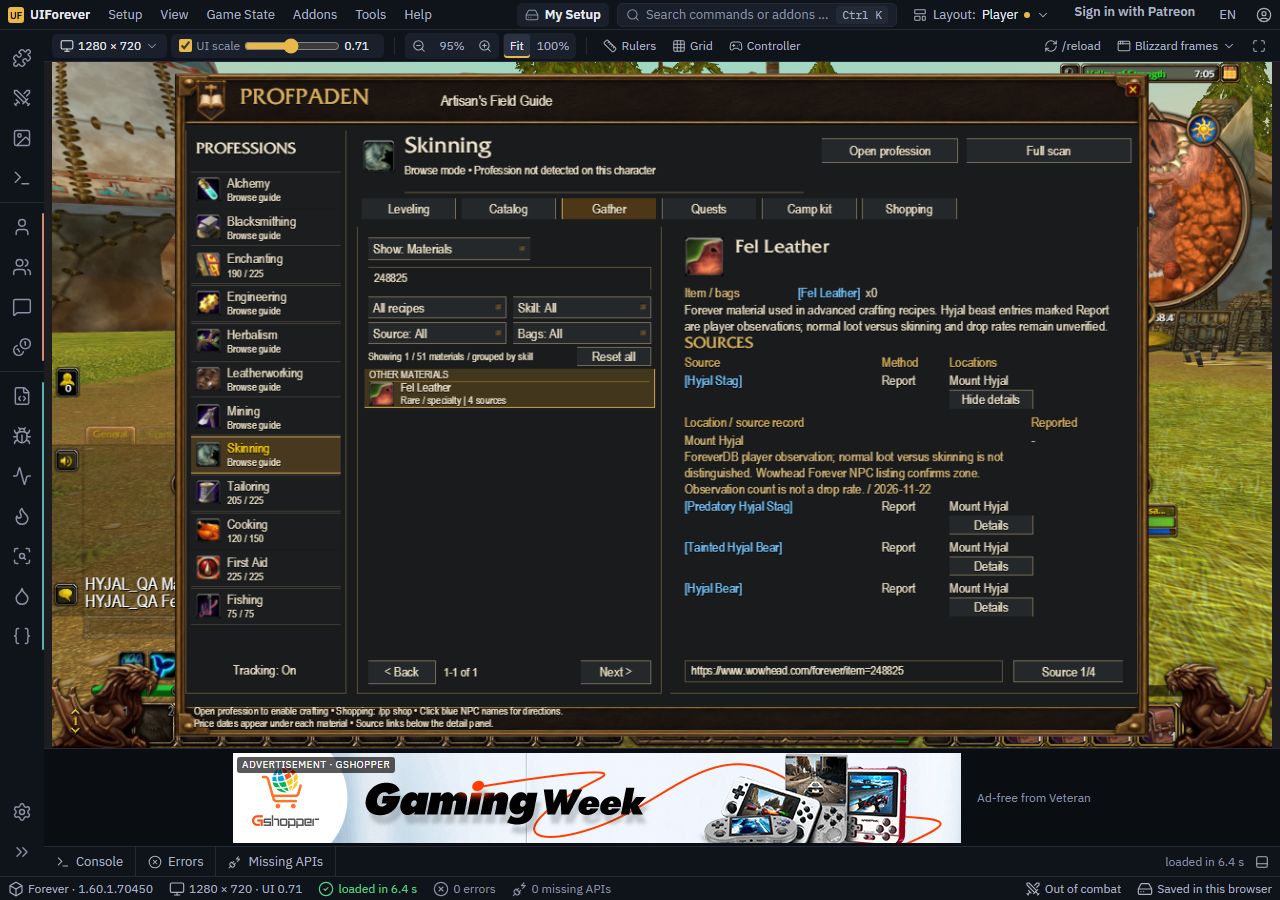 UF UIForever Setup View Game State Addons Tools Help My Setup Search commands or addons ... Ctrl K Layout: Player Sign in with Patreon EN
1280 × 720 UI scale 0.71 95% Fit 100% Rulers Grid Controller /reload Blizzard frames
7:05
PROFPADEN
Artisan's Field Guide
PROFESSIONS
Alchemy
Browse guide
Blacksmithing
Browse guide
Enchanting
190 / 225
Engineering
Browse guide
Herbalism
Browse guide
Leatherworking
Browse guide
Mining
Browse guide
Skinning
Browse guide
Tailoring
205 / 225
Cooking
120 / 150
First Aid
225 / 225
Fishing
75 / 75
Tracking: On
Skinning
Browse mode • Profession not detected on this character
Open profession
Full scan
Leveling Catalog Gather Quests Camp kit Shopping
Show: Materials
248825
All recipes Skill: All
Source: All Bags: All
Showing 1 / 51 materials / grouped by skill Reset all
OTHER MATERIALS
Fel Leather
Rare / specialty | 4 sources
< Back 1-1 of 1 Next >
Fel Leather
Item / bags [Fel Leather] x0
Forever material used in advanced crafting recipes. Hyjal beast entries marked Report
are player observations; normal loot versus skinning and drop rates remain unverified.
SOURCES
Source Method Locations
[Hyjal Stag] Report Mount Hyjal
Hide details
Location / source record Reported
Mount Hyjal -
ForeverDB player observation; normal loot versus skinning is not
distinguished. Wowhead Forever NPC listing confirms zone.
Observation count is not a drop rate. / 2026-11-22
[Predatory Hyjal Stag] Report Mount Hyjal
Details
[Tainted Hyjal Bear] Report Mount Hyjal
Details
[Hyjal Bear] Report Mount Hyjal
Details
https://www.wowhead.com/forever/item=248825 Source 1/4
Open profession to enable crafting • Shopping: /pp shop • Click blue NPC names for directions.
Price dates appear under each material • Source links below the detail panel.
0
General
HYJAL_QA
HYJAL_QA
1
ADVERTISEMENT · GSHOPPER
Gshopper
Gaming Week
Ad-free from Veteran
Console Errors Missing APIs loaded in 6.4 s
Forever · 1.60.1.70450 1280 × 720 · UI 0.71 loaded in 6.4 s 0 errors 0 missing APIs Out of combat Saved in this browser